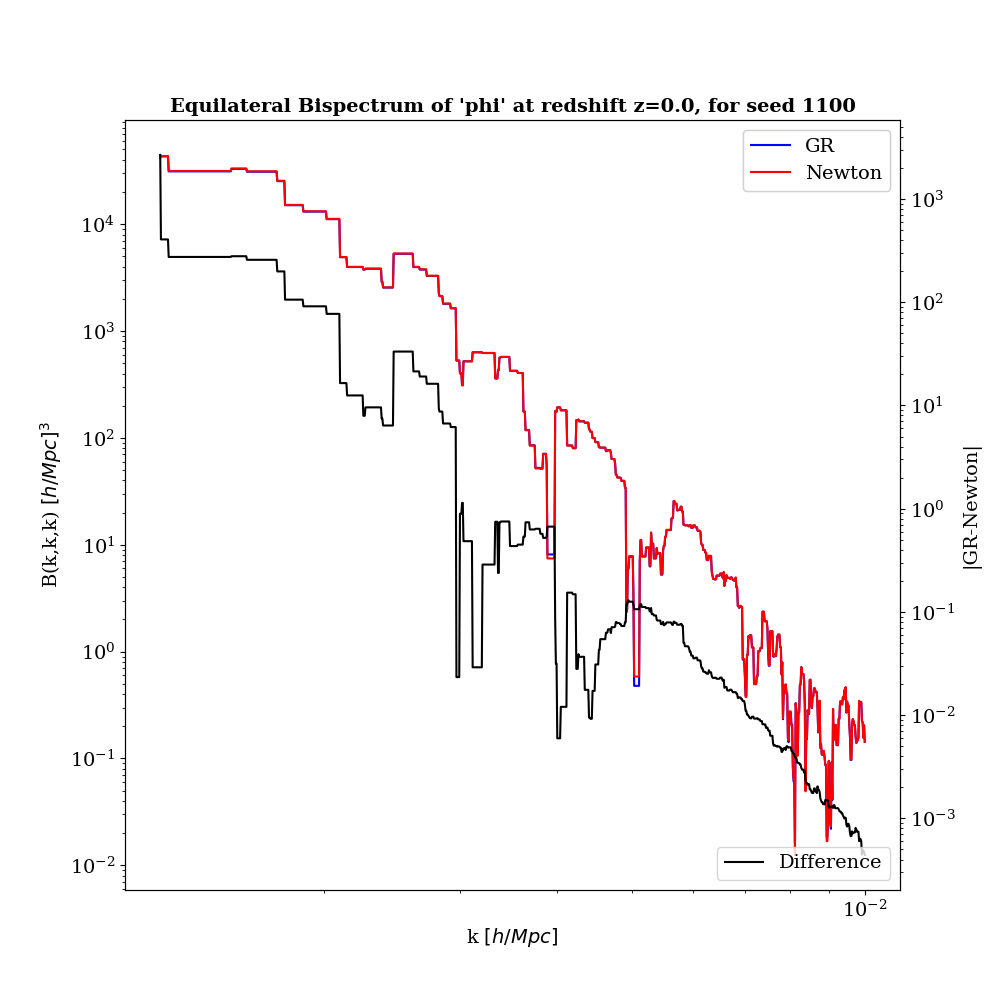 Equilateral Bispectrum of 'phi' at redshift z=0.0, for seed 1100
GR
Newton
10^4
10^3
10^2
10^1
10^0
10^-1
10^-2
B(k,k,k) [h/Mpc]^3
10^3
10^2
10^1
10^0
10^-1
10^-2
10^-3
|GR-Newton|
Difference
10^-2
k [h/Mpc]